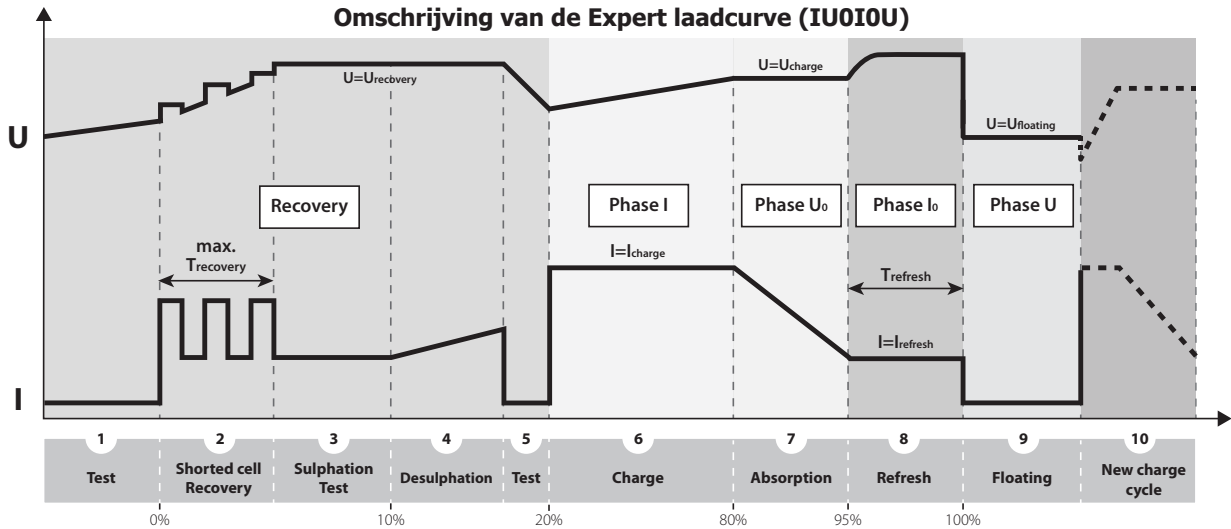 Omschrijving van de Expert laadcurve (IU0I0U)
U=Urecovery
U=Ucharge
U
U=Ufloating
Recovery
Phase I
Phase U0
Phase I0
Phase U
max.
Trecovery
I=Icharge
Trefresh
I=Irefresh
I
1
2
3
4
5
6
7
8
9
10
Test
Shorted cell
Recovery
Sulphation
Test
Desulphation
Test
Charge
Absorption
Refresh
Floating
New charge
cycle
0%
10%
20%
80%
95%
100%